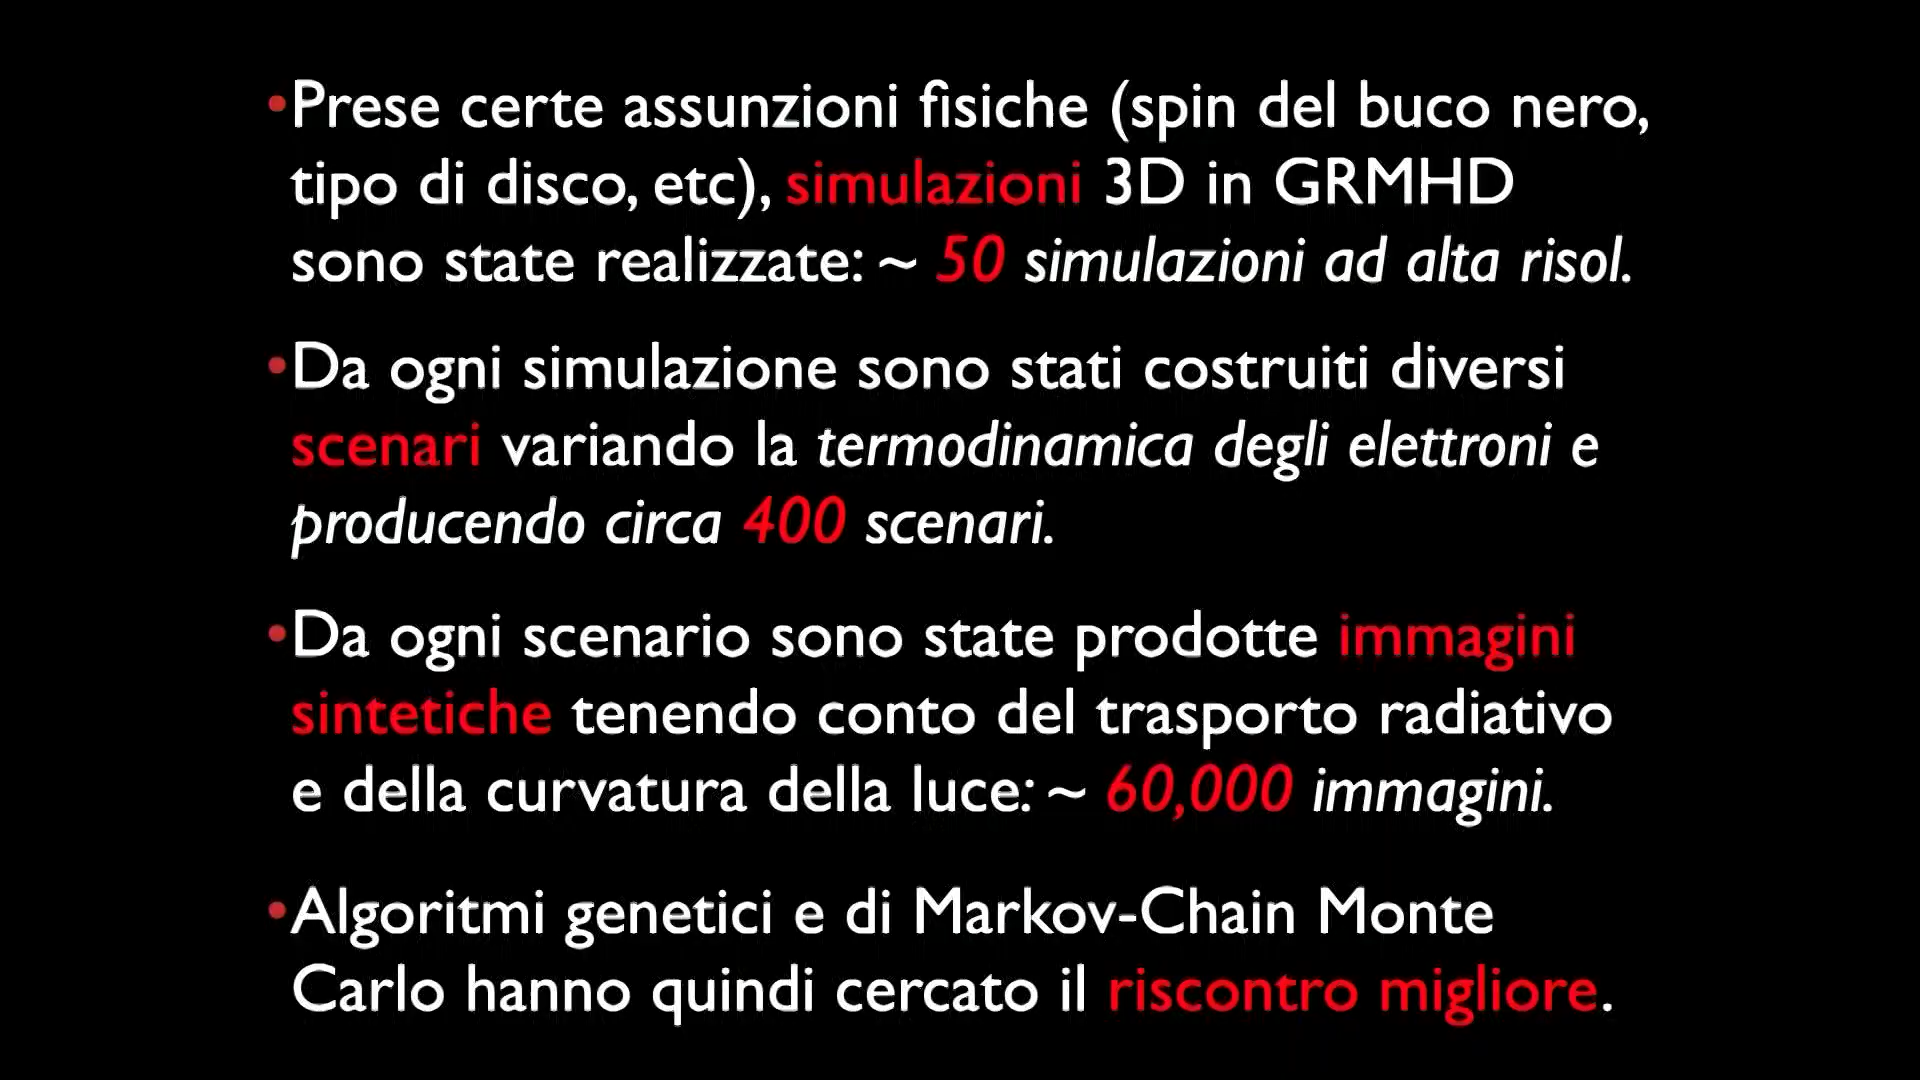 •Prese certe assunzioni fisiche (spin del buco nero,
tipo di disco, etc), simulazioni 3D in GRMHD
sono state realizzate: ~ 50 simulazioni ad alta risol.
•Da ogni simulazione sono stati costruiti diversi
scenari variando la termodinamica degli elettroni e
producendo circa 400 scenari.
•Da ogni scenario sono state prodotte immagini
sintetiche tenendo conto del trasporto radiativo
e della curvatura della luce: ~ 60,000 immagini.
•Algoritmi genetici e di Markov-Chain Monte
Carlo hanno quindi cercato il riscontro migliore.